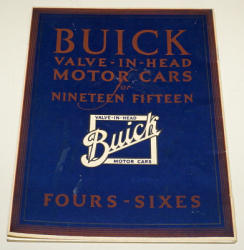 BUICK
VALVE-IN-HEAD
MOTOR CARS
for
NINETEEN FIFTEEN
VALVE-IN-HEAD
Buick
MOTOR CARS
FOURS - SIXES